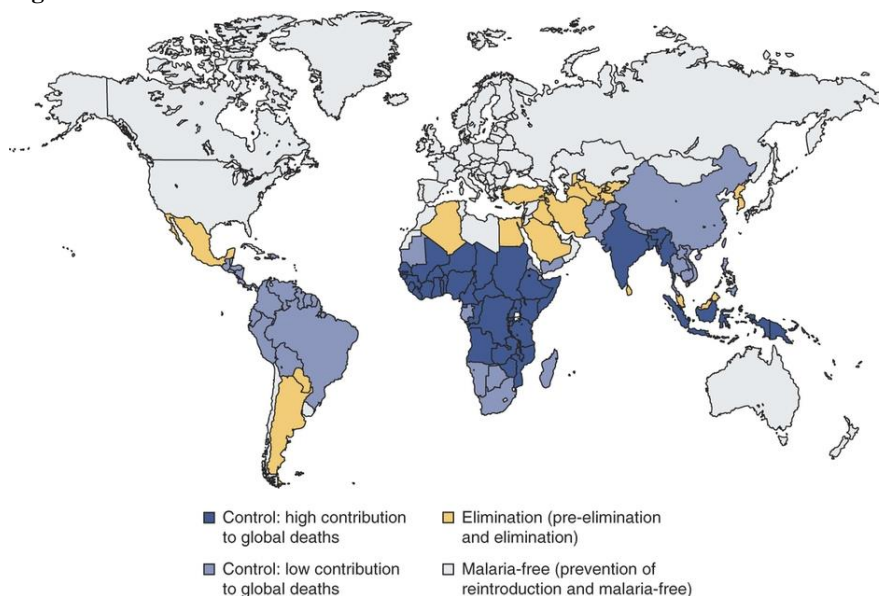 Control: high contribution
to global deaths
Control: low contribution
to global deaths
Elimination (pre-elimination
and elimination)
Malaria-free (prevention of
reintroduction and malaria-free)